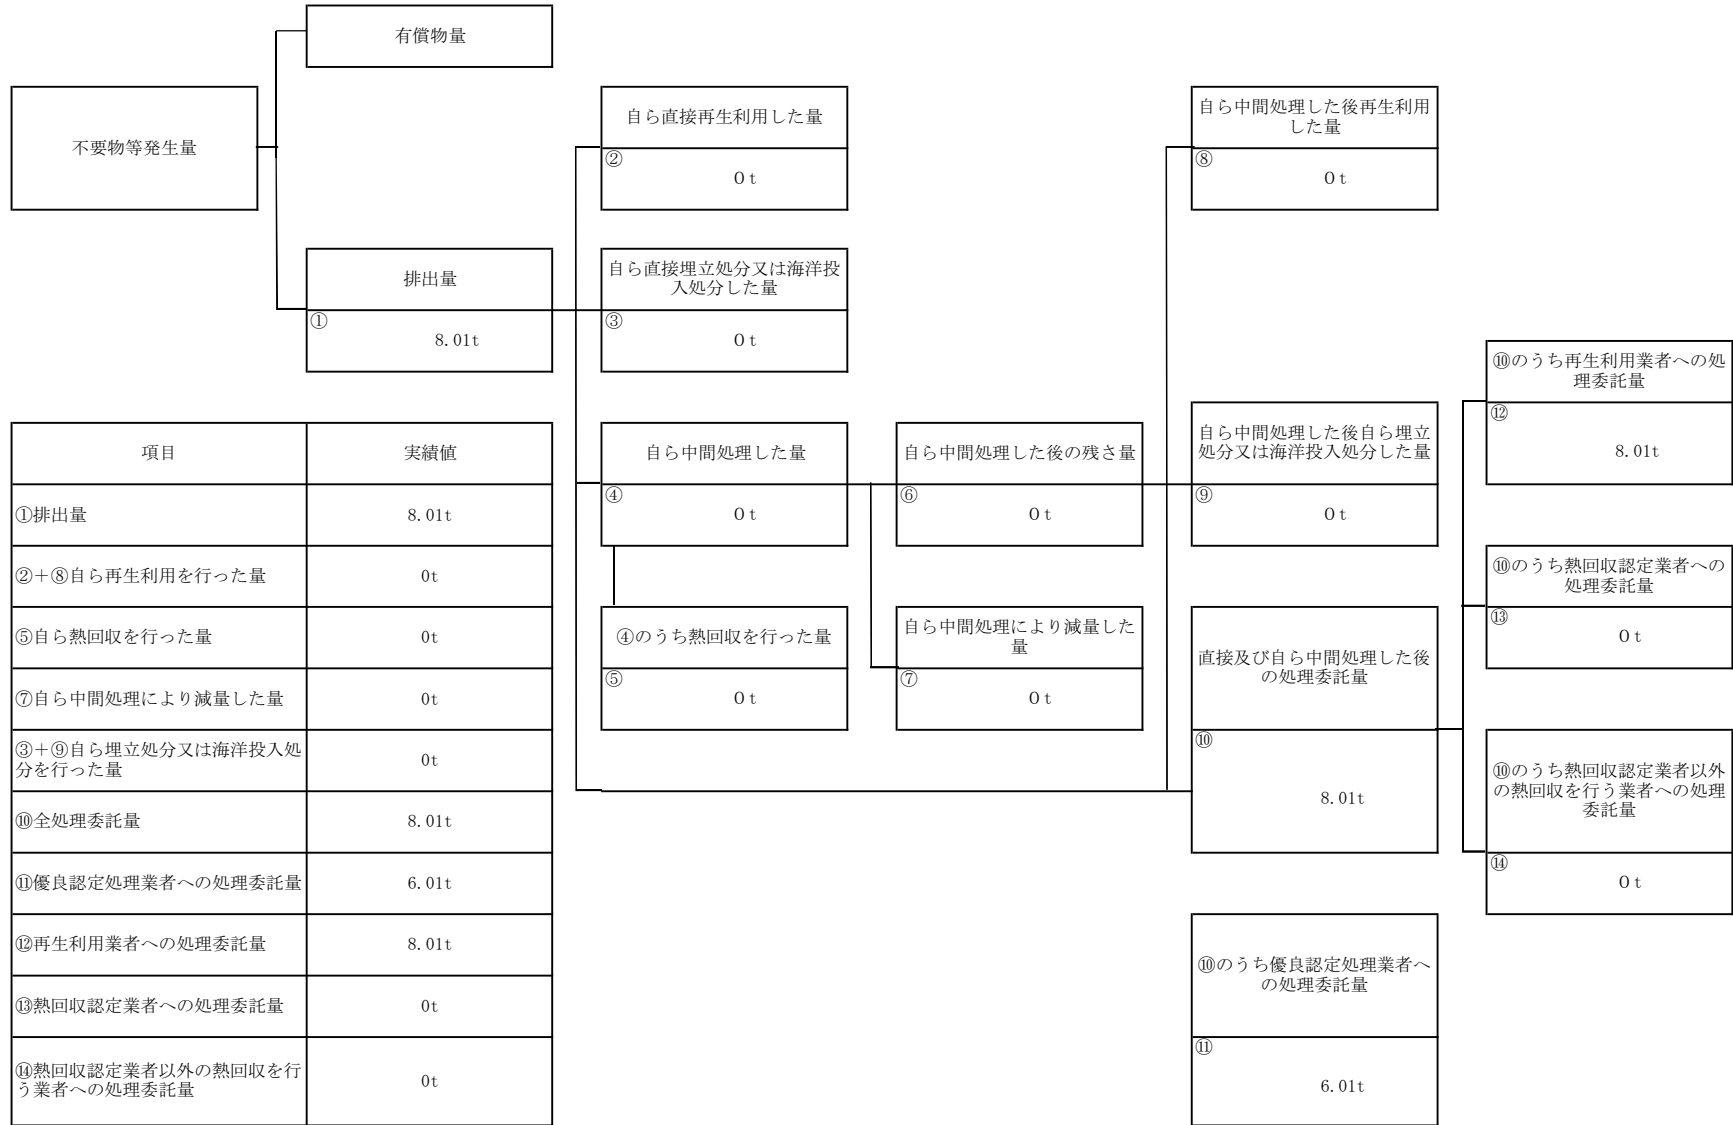 有償物量
不要物等発生量
自ら直接再生利用した量
②
0 t
自ら中間処理した後再生利用
した量
⑧
0 t
排出量
①
8.01t
自ら直接埋立処分又は海洋投
入処分した量
③
0 t
項目
実績値
①排出量
8.01t
②+⑧自ら再生利用を行った量
0t
⑤自ら熱回収を行った量
0t
⑦自ら中間処理により減量した量
0t
③+⑨自ら埋立処分又は海洋投入処
分を行った量
0t
⑩全処理委託量
8.01t
⑪優良認定処理業者への処理委託量
6.01t
⑫再生利用業者への処理委託量
8.01t
⑬熱回収認定業者への処理委託量
0t
⑭熱回収認定業者以外の熱回収を行
う業者への処理委託量
0t
自ら中間処理した量
④
0 t
④のうち熱回収を行った量
⑤
0 t
自ら中間処理した後の残さ量
⑥
0 t
自ら中間処理により減量した
量
⑦
0 t
自ら中間処理した後自ら埋立
処分又は海洋投入処分した量
⑨
0 t
直接及び自ら中間処理した後
の処理委託量
⑩
8.01t
⑩のうち優良認定処理業者へ
の処理委託量
⑪
6.01t
⑩のうち再生利用業者への処
理委託量
⑫
8.01t
⑩のうち熱回収認定業者への
処理委託量
⑬
0 t
⑩のうち熱回収認定業者以外
の熱回収を行う業者への処理
委託量
⑭
0 t